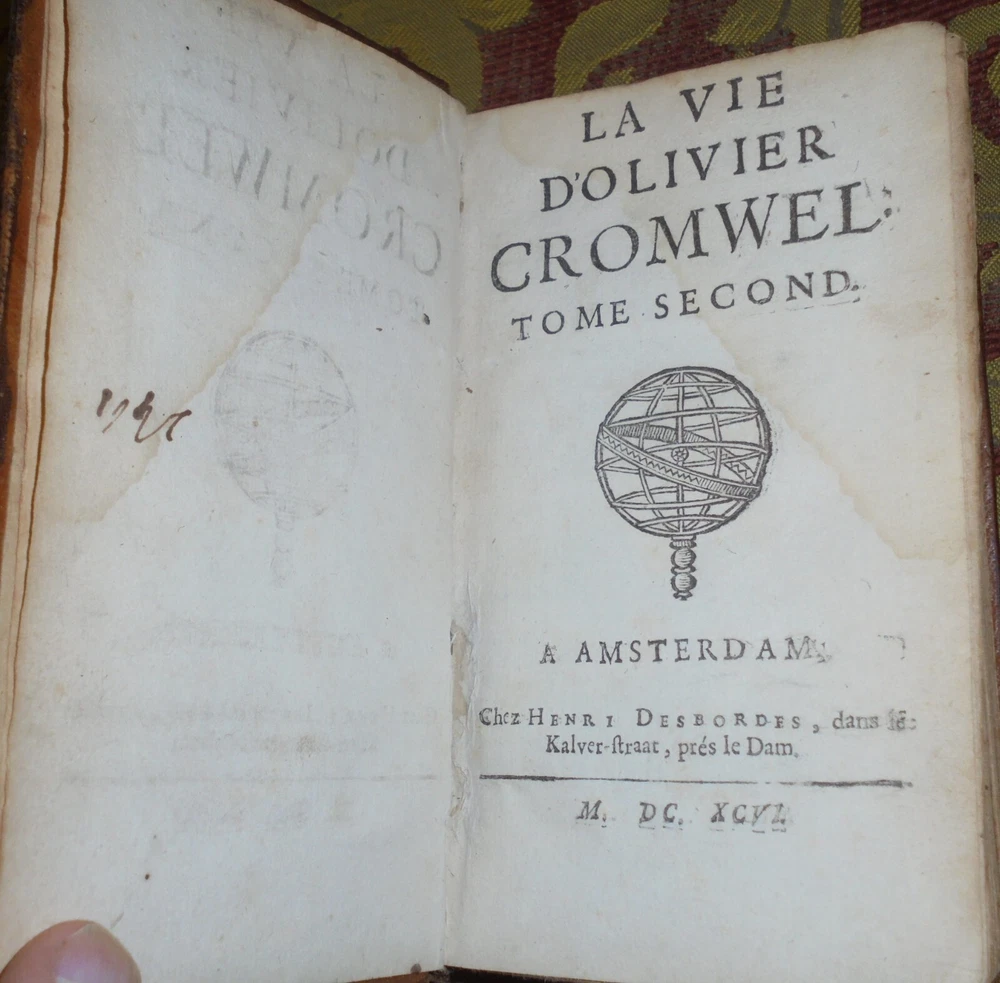 LA VIE
D'OLIVIER
CROMWEL.
TOME SECOND.
A AMSTERDAM,
Chez HENRI DESBORDES, dans le
Kalver-straat, prés le Dam.
M. DC. XCVI.